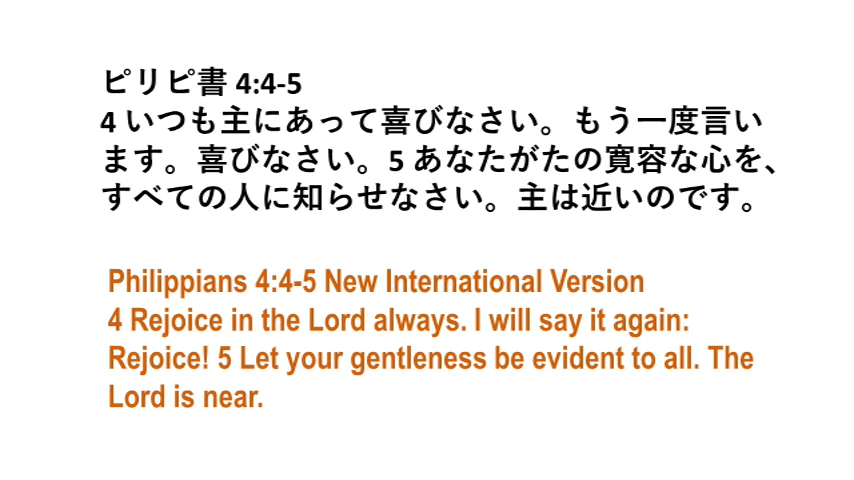 ピリピ書 4:4-5
4 いつも主にあって喜びなさい。もう一度言い
ます。喜びなさい。5 あなたがたの寛容な心を、
すべての人に知らせなさい。主は近いのです。
Philippians 4:4-5 New International Version
4 Rejoice in the Lord always. I will say it again:
Rejoice! 5 Let your gentleness be evident to all. The
Lord is near.